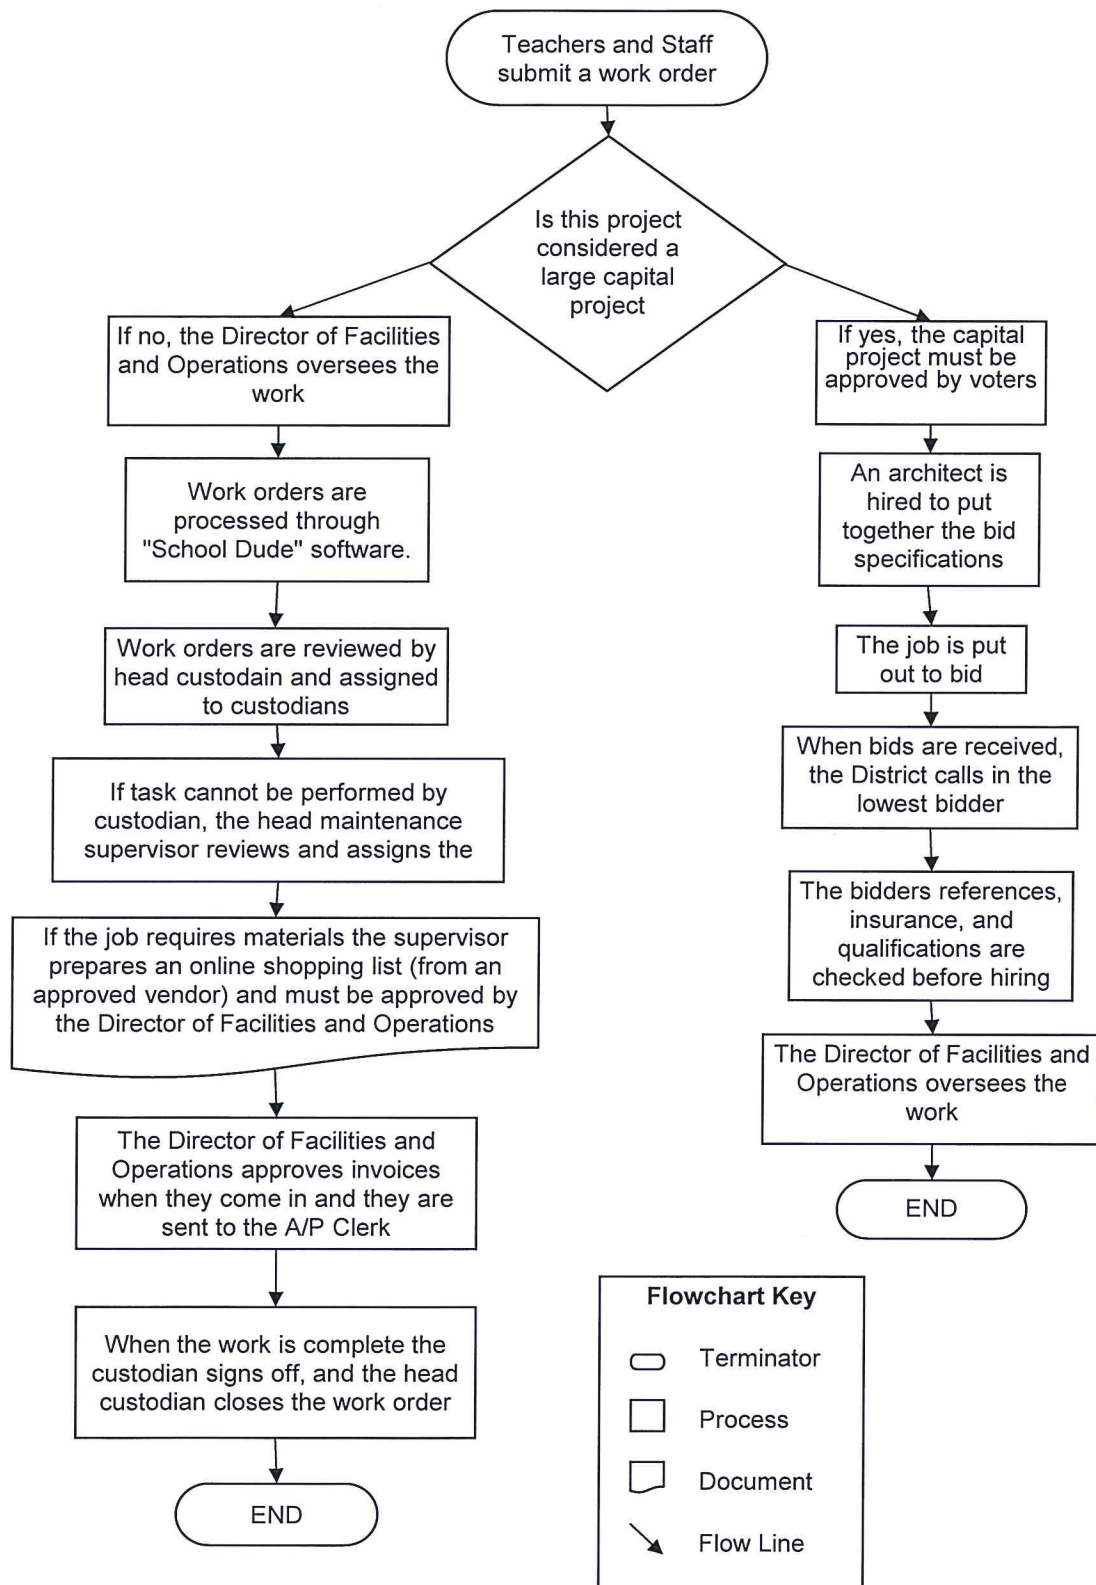 Teachers and Staff
submit a work order
Is this project
considered a
large capital
project
If no, the Director of Facilities
and Operations oversees the
work
Work orders are
processed through
"School Dude" software.
Work orders are reviewed by
head custodain and assigned
to custodians
If task cannot be performed by
custodian, the head maintenance
supervisor reviews and assigns the
If the job requires materials the supervisor
prepares an online shopping list (from an
approved vendor) and must be approved by
the Director of Facilities and Operations
The Director of Facilities and
Operations approves invoices
when they come in and they are
sent to the A/P Clerk
When the work is complete the
custodian signs off, and the head
custodian closes the work order
END
If yes, the capital
project must be
approved by voters
An architect is
hired to put
together the bid
specifications
The job is put
out to bid
When bids are received,
the District calls in the
lowest bidder
The bidders references,
insurance, and
qualifications are
checked before hiring
The Director of Facilities and
Operations oversees the
work
END
Flowchart Key
Terminator
Process
Document
Flow Line